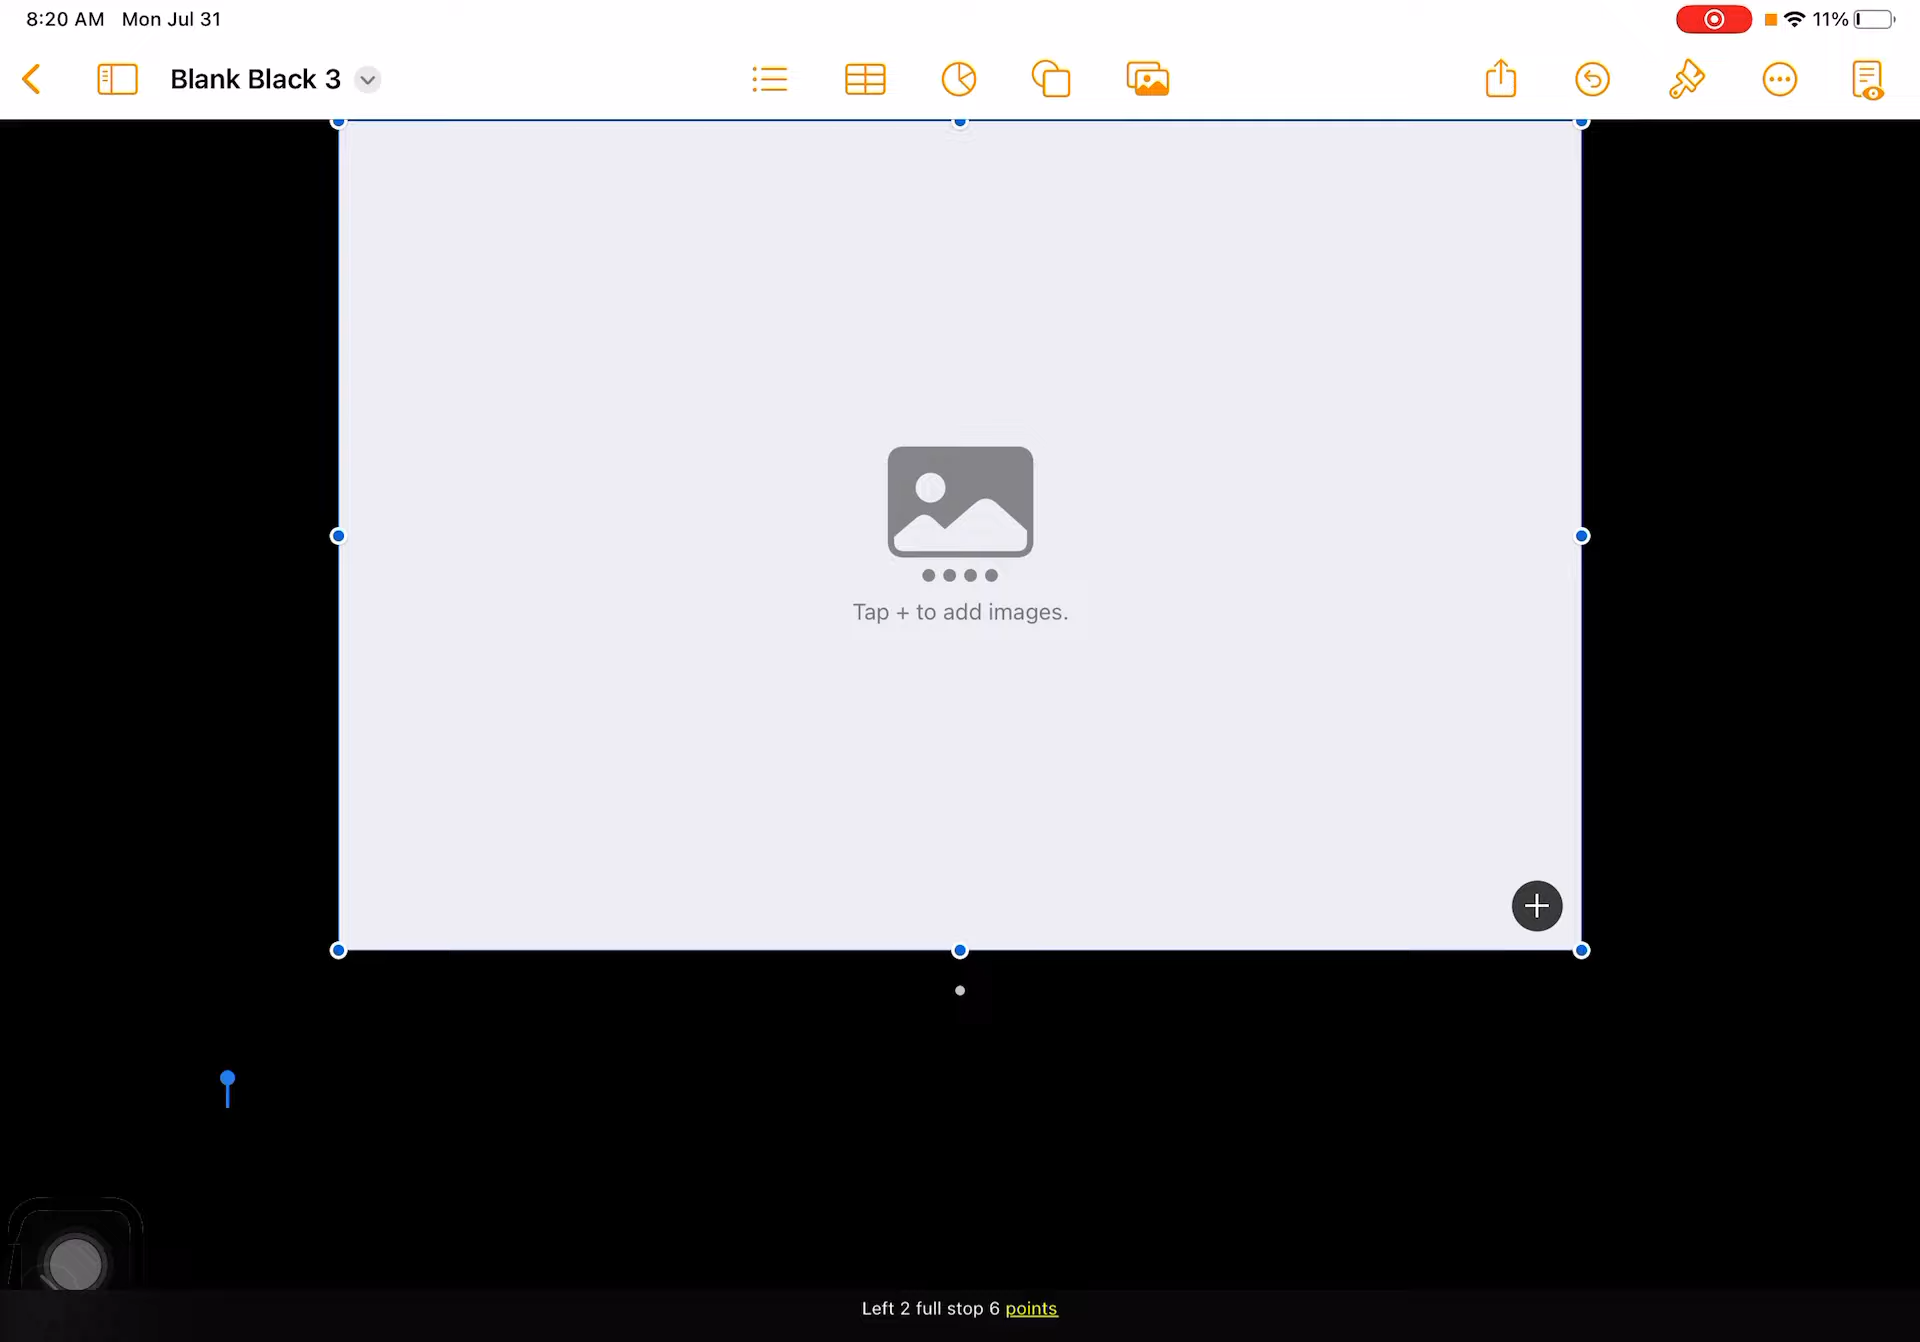 8:20 AM Mon Jul 31
11%
Blank Black 3
Tap + to add images.
Left 2 full stop 6 points